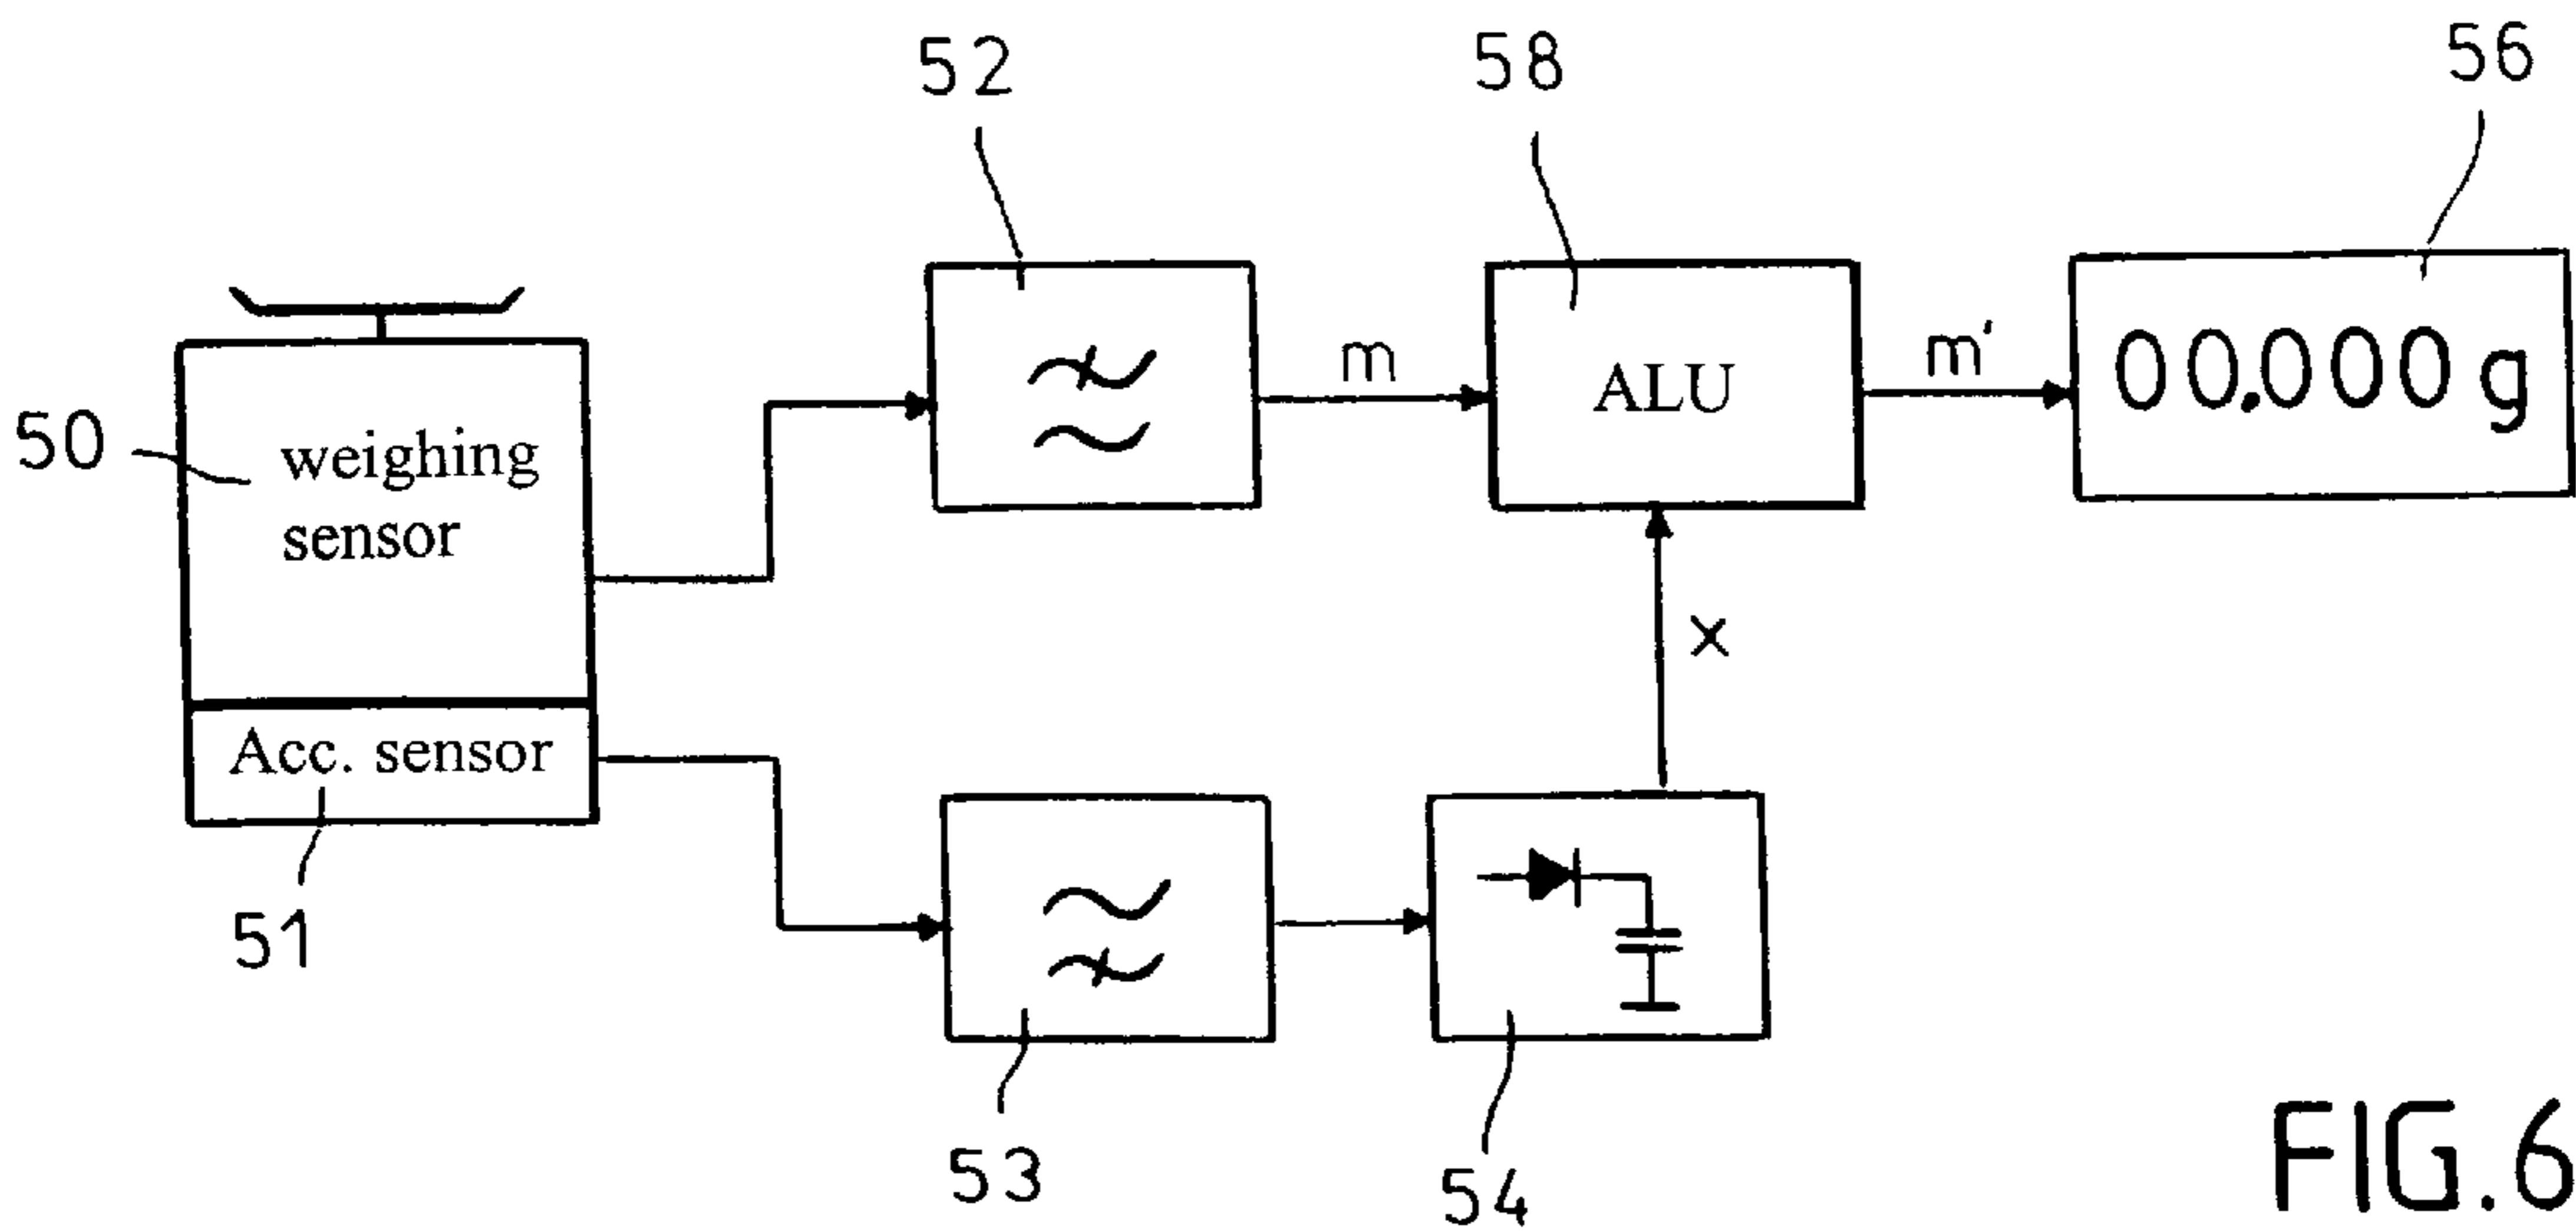 52
58
56
50
weighing
sensor
m
ALU
m'
00.000 g
x
Acc. sensor
51
53
54
FIG.6